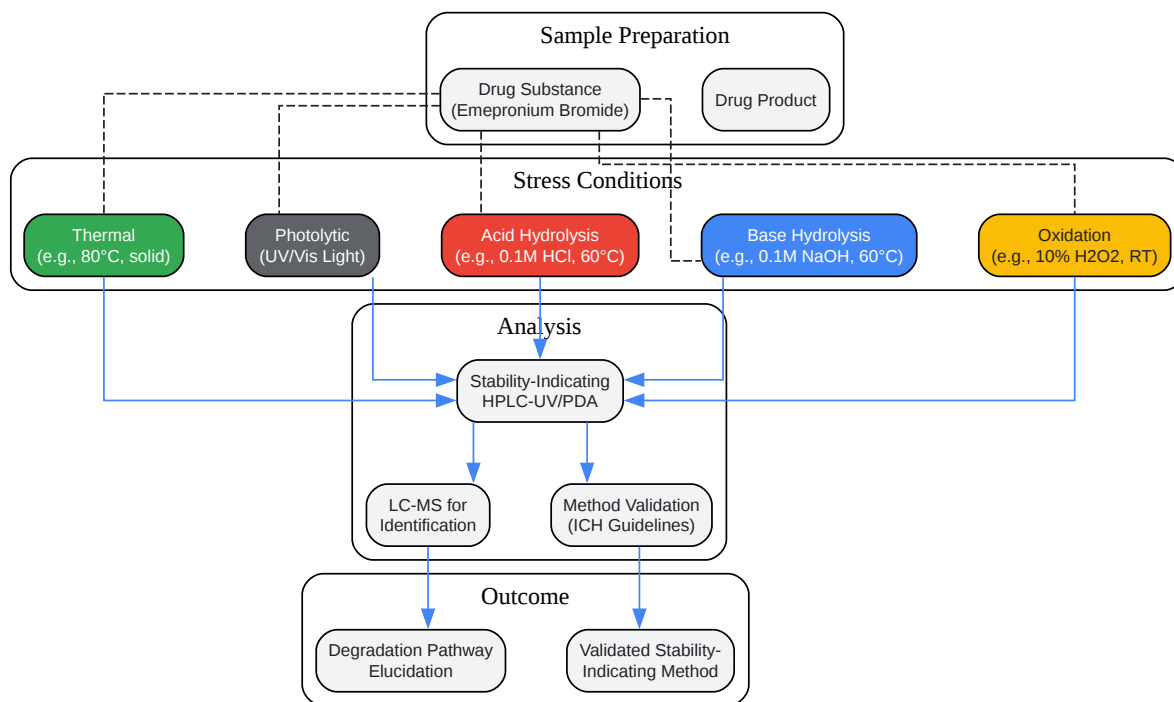 Sample Preparation
Drug Substance
(Emepronium Bromide)
Drug Product
Stress Conditions
Thermal
(e.g., 80°C, solid)
Photolytic
(UV/Vis Light)
Acid Hydrolysis
(e.g., 0.1M HCl, 60°C)
Base Hydrolysis
(e.g., 0.1M NaOH, 60°C)
Oxidation
(e.g., 10% H2O2, RT)
Analysis
Stability-Indicating
HPLC-UV/PDA
LC-MS for
Identification
Method Validation
(ICH Guidelines)
Outcome
Degradation Pathway
Elucidation
Validated Stability-
Indicating Method